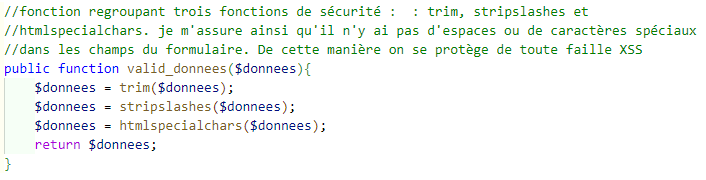 //fonction regroupant trois fonctions de sécurité :  : trim, stripslashes et
//htmlspecialchars. je m'assure ainsi qu'il n'y ai pas d'espaces ou de caractères spéciaux
//dans les champs du formulaire. De cette manière on se protège de toute faille XSS
public function valid_donnees($donnees){
    $donnees = trim($donnees);
    $donnees = stripslashes($donnees);
    $donnees = htmlspecialchars($donnees);
    return $donnees;
}